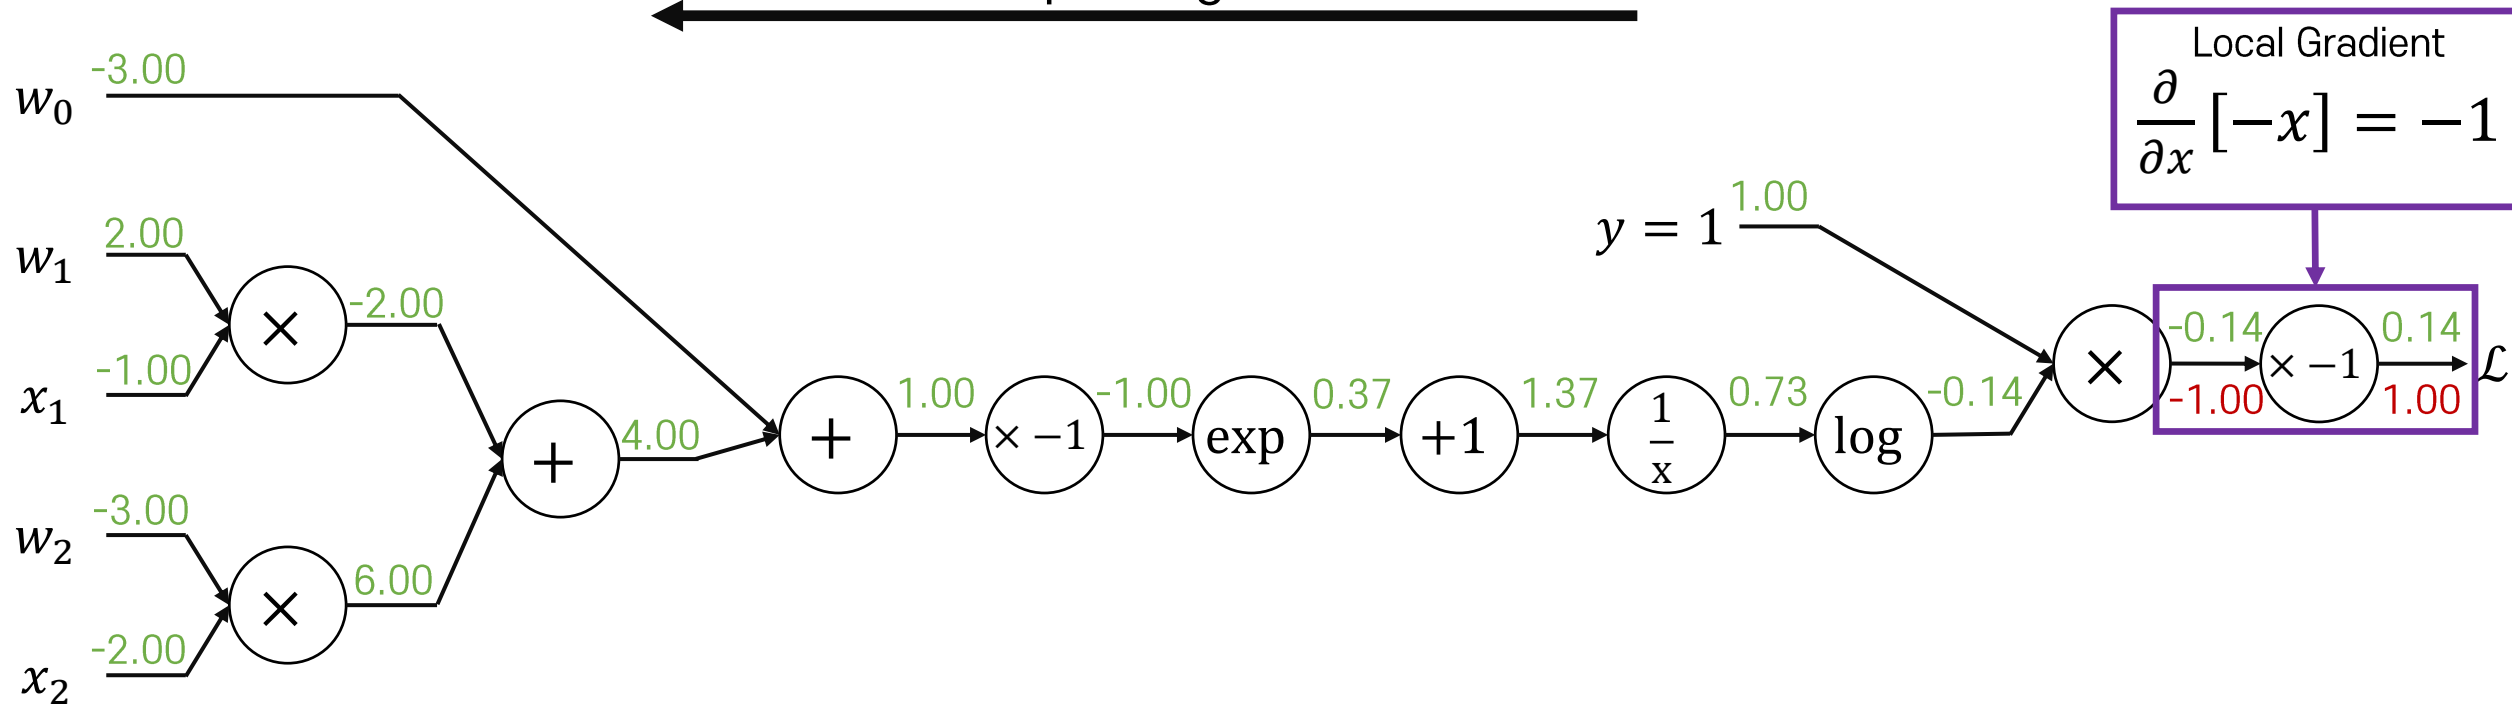 Local Gradient
∂/∂x [−x] = −1
w₀ -3.00
w₁ 2.00
x₁ -1.00
×
-2.00
w₂ -3.00
x₂ -2.00
×
6.00
+
4.00
+
1.00
× −1
-1.00
exp
0.37
+1
1.37
1/x
0.73
log
-0.14
y = 1 1.00
×
-0.14
-1.00
× −1
0.14
1.00
ℒ